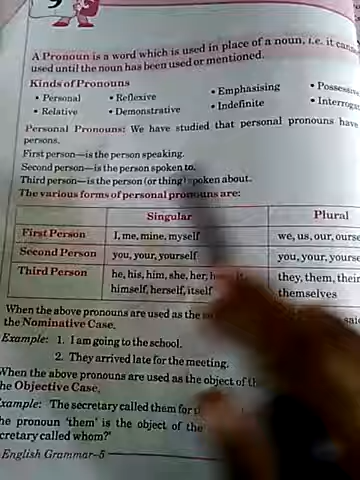 9
A Pronoun is a word which is used in place of a noun, i.e. it
used until the noun has been used or mentioned.
Kinds of Pronouns
• Personal • Reflexive • Emphasising
• Relative • Demonstrative • Indefinite
Personal Pronouns: We have studied that personal pronouns have
persons.
First person—is the person speaking.
Second person—is the person spoken to.
Third person—is the person (or thing) spoken about.
The various forms of personal pronouns are:
Singular Plural
First Person I, me, mine, myself we, us, our,
Second Person you, your, yourself you, your,
Third Person he, his, him, she, her, they, them,
himself, herself, itself themselves
When the above pronouns are used as the
the Nominative Case.
Example: 1. I am going to the school.
2. They arrived late for the meeting.
When the above pronouns are used as the object of
the Objective Case.
Example: The secretary called them for
The pronoun 'them' is the object of the
called whom?'
English Grammar–5